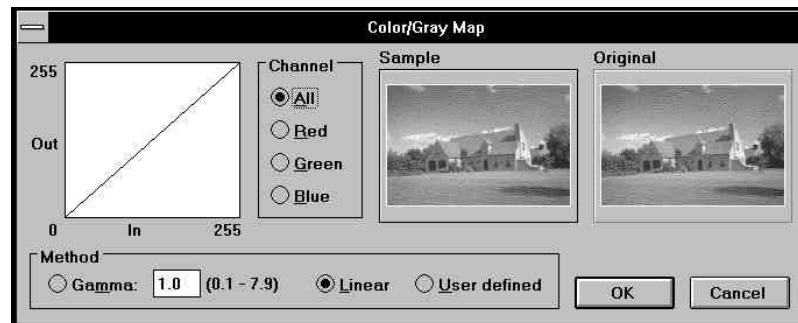 Color/Gray Map
255
Out
0 In 255
Channel
All
Red
Green
Blue
Sample
Original
Method
Gamma: 1.0 (0.1 - 7.9) Linear User defined
OK Cancel